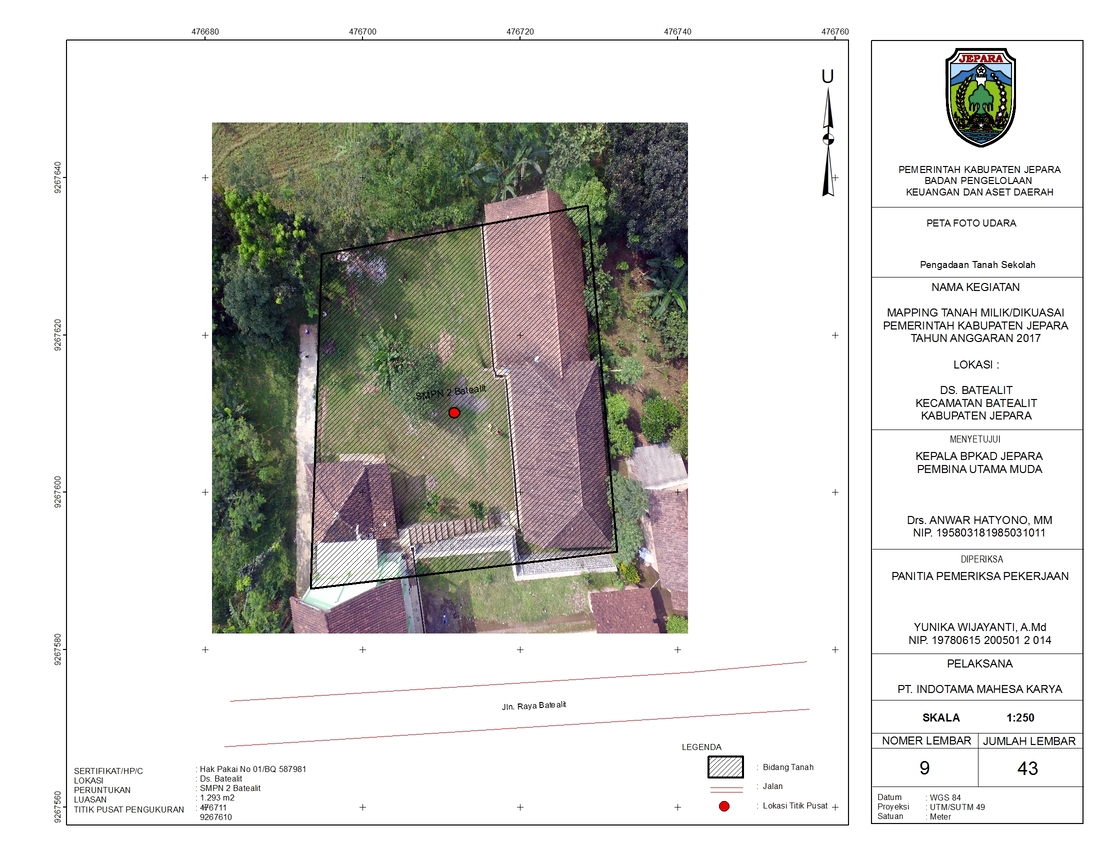 476680
476700
476720
476740
476760
9267640
9267620
9267600
9267580
9267560
U
SMPN 2 Batealit
Jln. Raya Batealit
SERTIFIKAT/HP/C : Hak Pakai No 01/BQ 587981
LOKASI : Ds. Batealit
PERUNTUKAN : SMPN 2 Batealit
LUASAN : 1.293 m2
TITIK PUSAT PENGUKURAN : 476711
9267610
LEGENDA
: Bidang Tanah
: Jalan
: Lokasi Titik Pusat
JEPARA
PEMERINTAH KABUPATEN JEPARA
BADAN PENGELOLAAN
KEUANGAN DAN ASET DAERAH
PETA FOTO UDARA
Pengadaan Tanah Sekolah
NAMA KEGIATAN
MAPPING TANAH MILIK/DIKUASAI
PEMERINTAH KABUPATEN JEPARA
TAHUN ANGGARAN 2017
LOKASI :
DS. BATEALIT
KECAMATAN BATEALIT
KABUPATEN JEPARA
MENYETUJUI
KEPALA BPKAD JEPARA
PEMBINA UTAMA MUDA
Drs. ANWAR HATYONO, MM
NIP. 195803181985031011
DIPERIKSA
PANITIA PEMERIKSA PEKERJAAN
YUNIKA WIJAYANTI, A.Md
NIP. 19780615 200501 2 014
PELAKSANA
PT. INDOTAMA MAHESA KARYA
SKALA 1:250
NOMER LEMBAR JUMLAH LEMBAR
9 43
Datum : WGS 84
Proyeksi : UTM/SUTM 49
Satuan : Meter